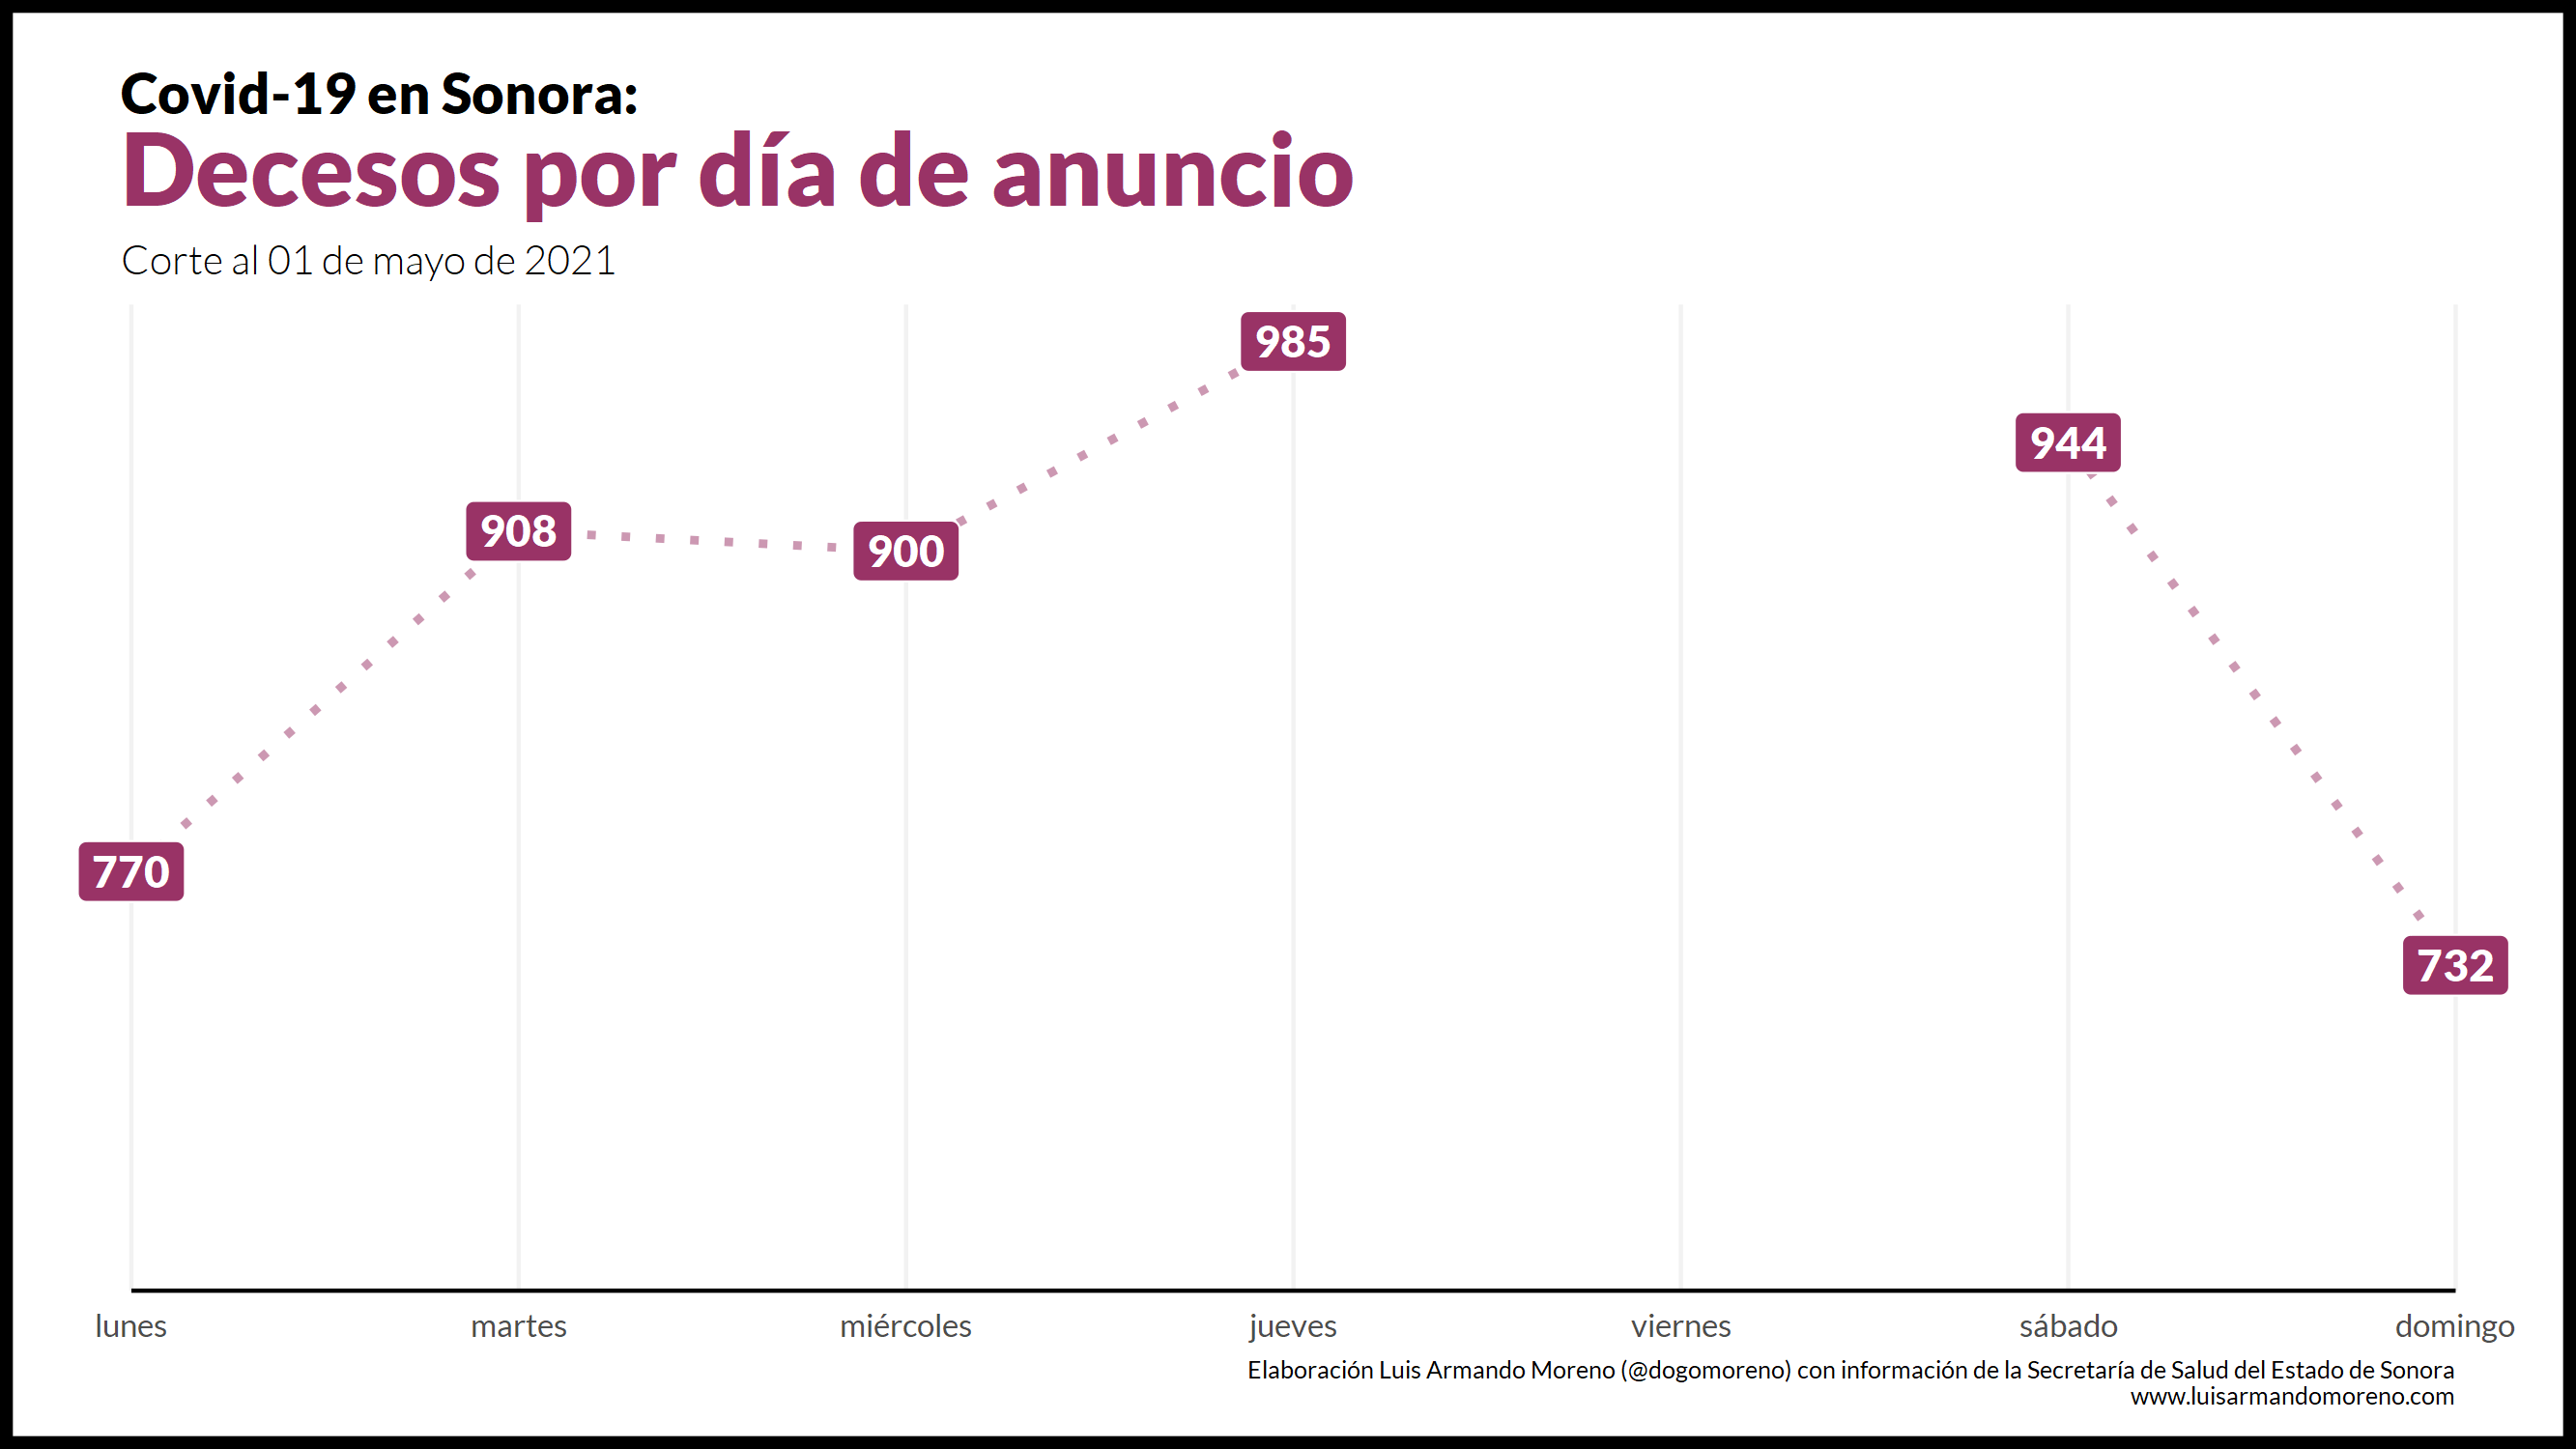 Covid-19 en Sonora:
Decesos por día de anuncio
Corte al 01 de mayo de 2021
985
944
908
900
770
732
lunes martes miércoles jueves viernes sábado domingo
Elaboración Luis Armando Moreno (@dogomoreno) con información de la Secretaría de Salud del Estado de Sonora
www.luisarmandomoreno.com